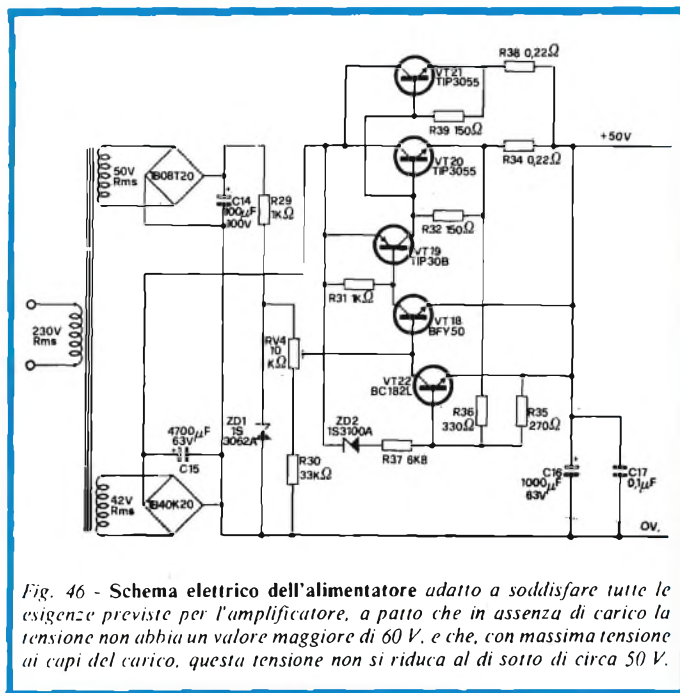 R38 0,22Ω
VT21
TIP3055
R39 150Ω
+50V
50V
Rms
1B08T20
C14
100µF
100V
R29
1KΩ
VT20
TIP3055
R34 0,22Ω
R32 150Ω
VT19
TIP30B
R31 1KΩ
230V
Rms
RV4
10
KΩ
VT18
BFY50
VT22
BC182L
4700µF
63V
C15
ZD1
1S
3062A
ZD2
1S3100A
R36
330Ω
R35
270Ω
R37 6K8
R30
33KΩ
42V
Rms
1B40K20
C16
1000µF
63V
C17
0,1µF
0V.
Fig. 46 - Schema elettrico dell'alimentatore adatto a soddisfare tutte le
esigenze previste per l'amplificatore, a patto che in assenza di carico la
tensione non abbia un valore maggiore di 60 V, e che, con massima tensione
ai capi del carico, questa tensione non si riduca al di sotto di circa 50 V.